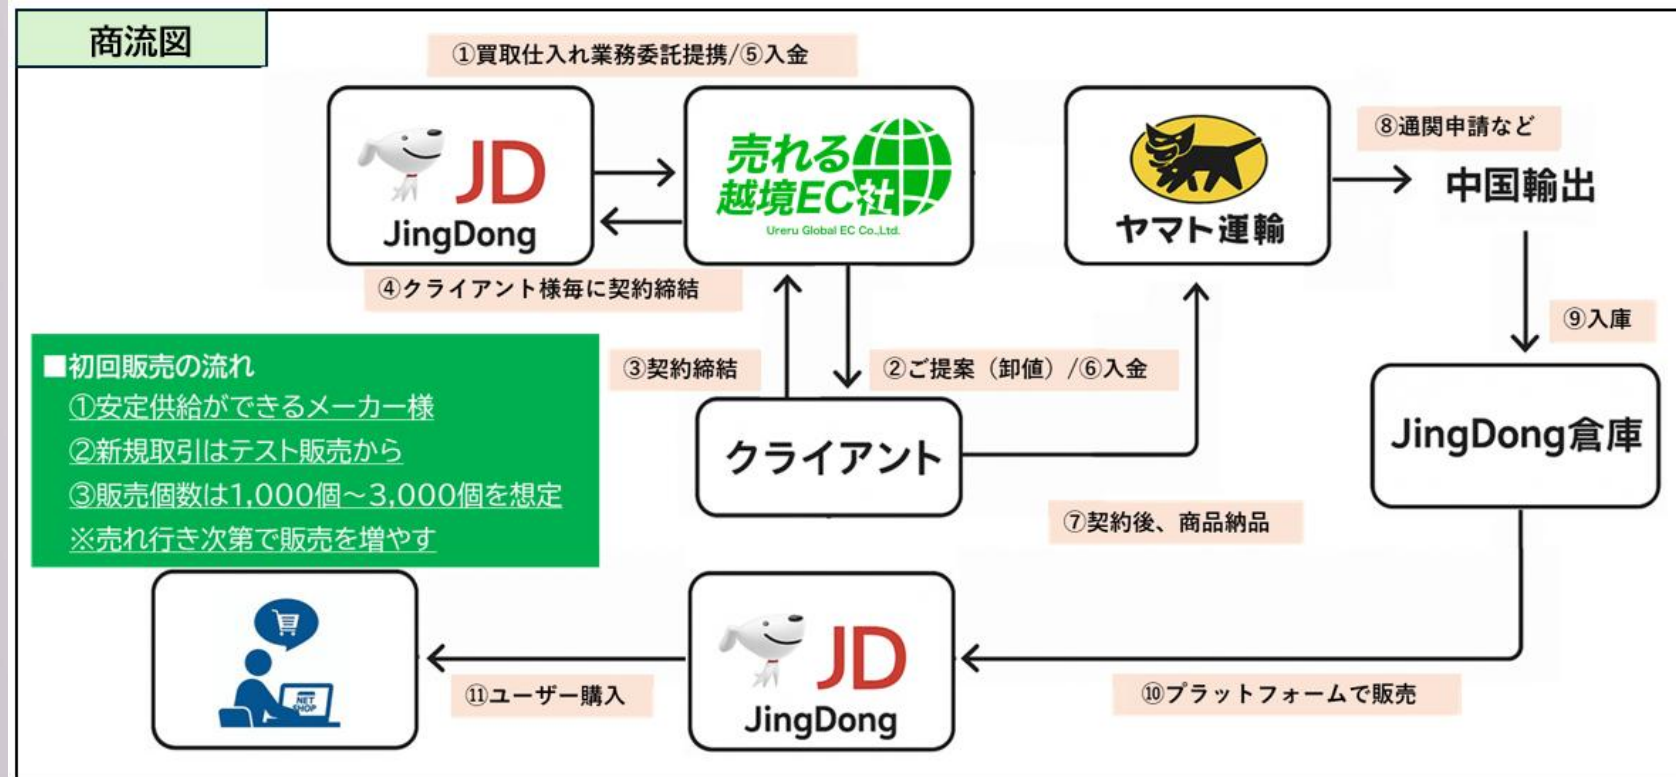 商流図
①買取仕入れ業務委託提携/⑤入金
JD
JingDong
売れる
越境EC社
Ureru Global EC Co.,Ltd.
ヤマト運輸
⑧通関申請など
中国輸出
④クライアント様毎に契約締結
⑨入庫
■初回販売の流れ
①安定供給ができるメーカー様
②新規取引はテスト販売から
③販売個数は1,000個～3,000個を想定
※売れ行き次第で販売を増やす
③契約締結
②ご提案（卸値）/⑥入金
クライアント
JingDong倉庫
⑦契約後、商品納品
NET
SHOP
⑪ユーザー購入
JD
JingDong
⑩プラットフォームで販売